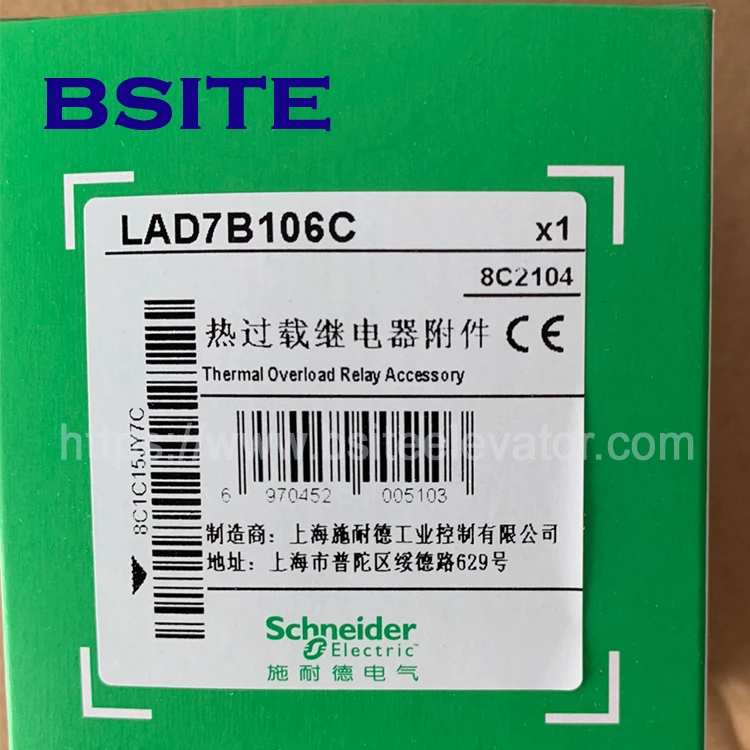 BSITE
LAD7B106C x1
8C2104
热过载继电器附件 CE
Thermal Overload Relay Accessory
8C1C15JY7C
https://www.bsiteelevator.com
6 970452 005103
制造商：上海施耐德工业控制有限公司
地址：上海市普陀区绥德路629号
Schneider
Electric
施耐德电气